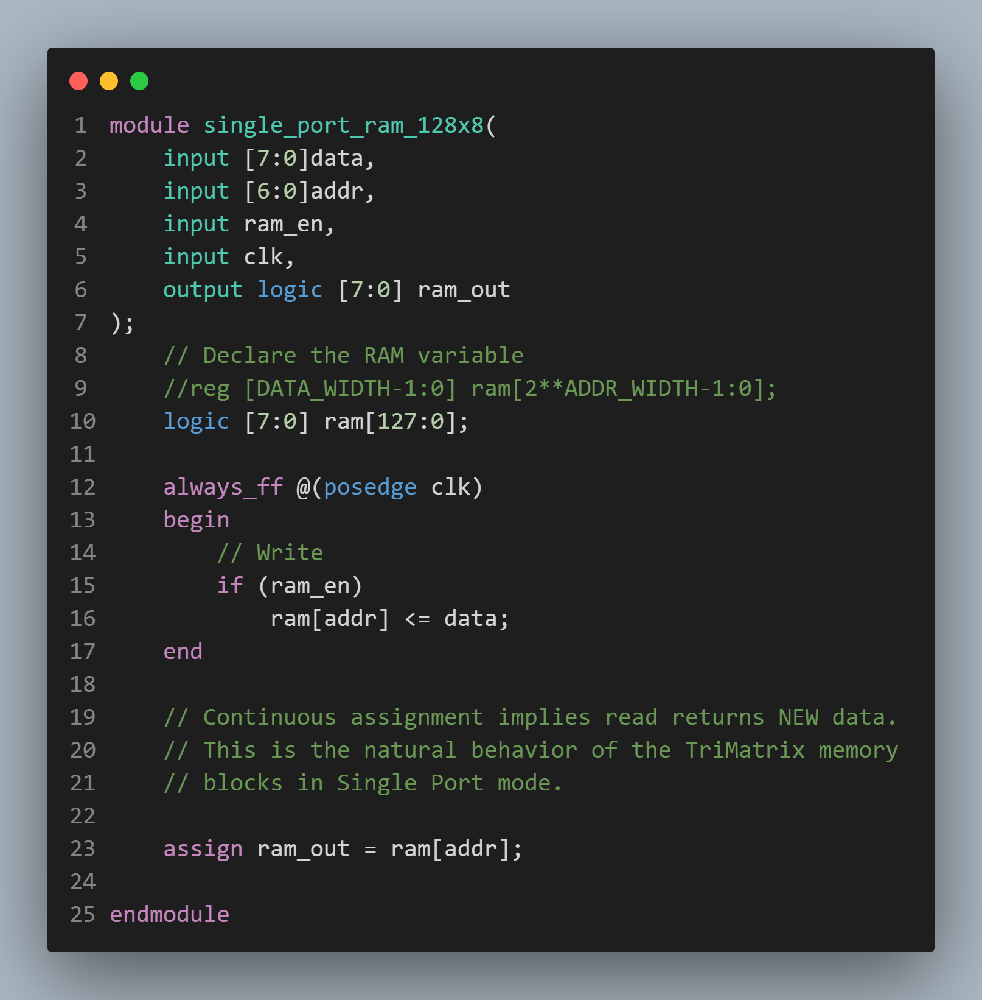 1 module single_port_ram_128x8(
2     input [7:0]data,
3     input [6:0]addr,
4     input ram_en,
5     input clk,
6     output logic [7:0] ram_out
7 );
8     // Declare the RAM variable
9     //reg [DATA_WIDTH-1:0] ram[2**ADDR_WIDTH-1:0];
10     logic [7:0] ram[127:0];
11
12     always_ff @(posedge clk)
13     begin
14         // Write
15         if (ram_en)
16             ram[addr] <= data;
17     end
18
19     // Continuous assignment implies read returns NEW data.
20     // This is the natural behavior of the TriMatrix memory
21     // blocks in Single Port mode.
22
23     assign ram_out = ram[addr];
24
25 endmodule